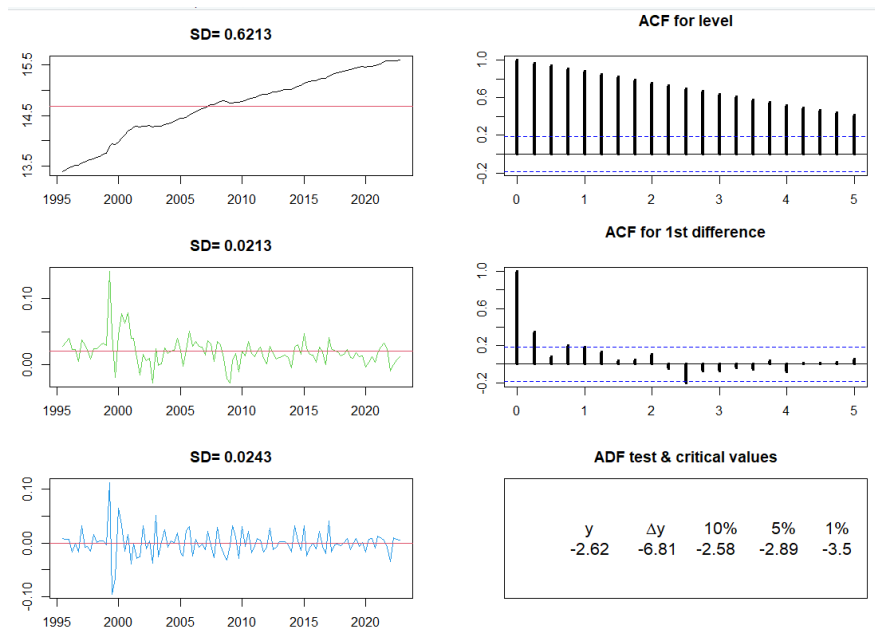 SD= 0.6213
15.5
14.5
13.5
1995 2000 2005 2010 2015 2020
ACF for level
1.0
0.6
0.2
-0.2
0 1 2 3 4 5
SD= 0.0213
0.10
0.00
1995 2000 2005 2010 2015 2020
ACF for 1st difference
1.0
0.6
0.2
-0.2
0 1 2 3 4 5
SD= 0.0243
0.10
0.00
-0.10
1995 2000 2005 2010 2015 2020
ADF test & critical values
y Δy 10% 5% 1%
-2.62 -6.81 -2.58 -2.89 -3.5